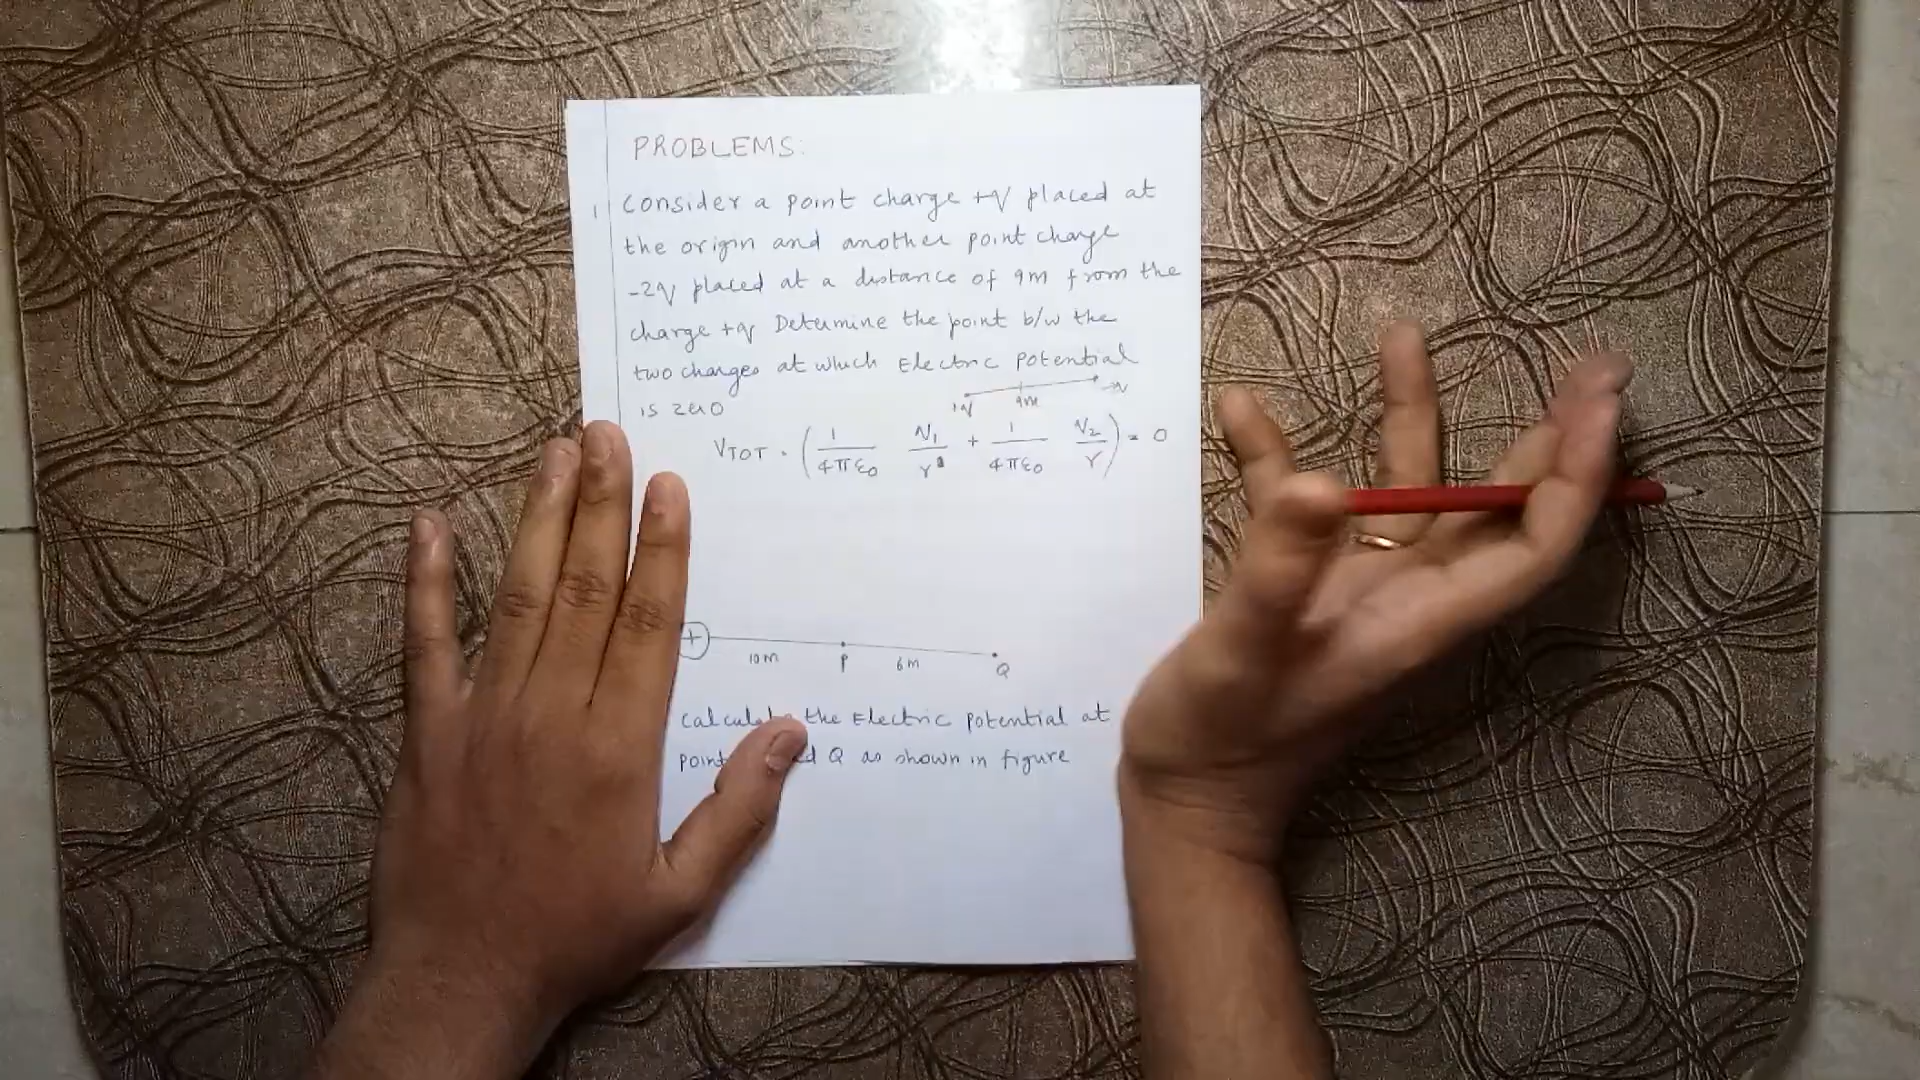 PROBLEMS:
1 Consider a point charge +q placed at
the origin and another point charge
-2q placed at a distance of 9m from the
charge +q Determine the point b/w the
two charges at which Electric potential
is zero
+q 9m
VTOT = (1/4πε0 q1/r + 1/4πε0 q2/r) = 0
+ 10m P 6m Q
Calculate the Electric potential at
point Q as shown in figure